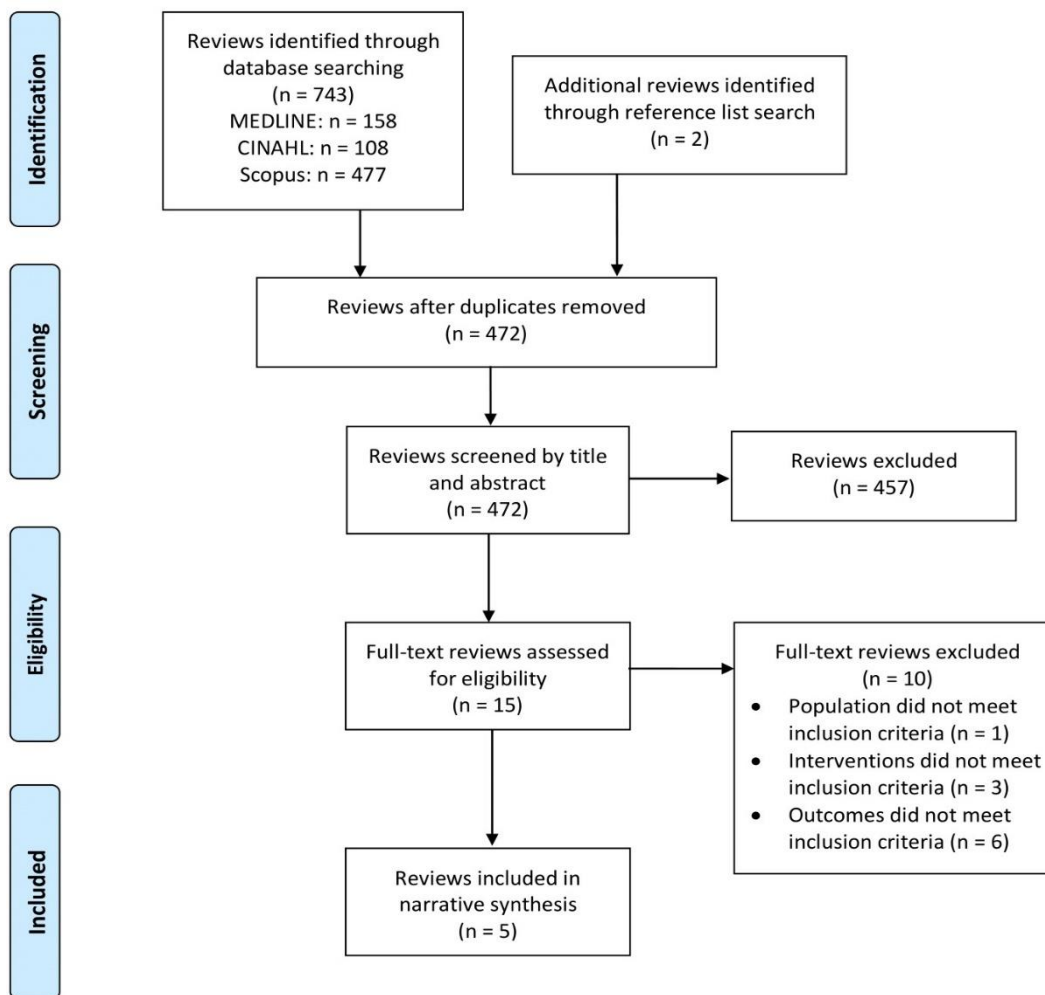 Identification
Reviews identified through
database searching
(n = 743)
MEDLINE: n = 158
CINAHL: n = 108
Scopus: n = 477
Additional reviews identified
through reference list search
(n = 2)
Screening
Reviews after duplicates removed
(n = 472)
Reviews screened by title
and abstract
(n = 472)
Reviews excluded
(n = 457)
Eligibility
Full-text reviews assessed
for eligibility
(n = 15)
Full-text reviews excluded
(n = 10)
• Population did not meet
inclusion criteria (n = 1)
• Interventions did not meet
inclusion criteria (n = 3)
• Outcomes did not meet
inclusion criteria (n = 6)
Included
Reviews included in
narrative synthesis
(n = 5)